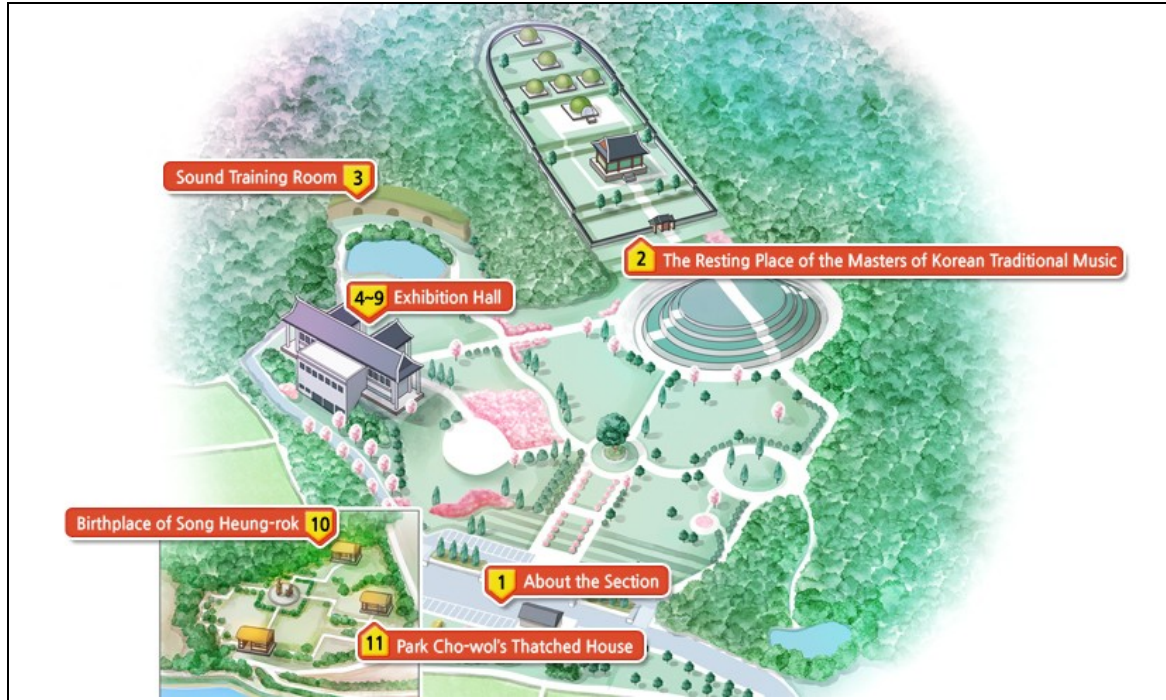 Sound Training Room 3
2 The Resting Place of the Masters of Korean Traditional Music
4~9 Exhibition Hall
Birthplace of Song Heung-rok 10
1 About the Section
11 Park Cho-wol's Thatched House